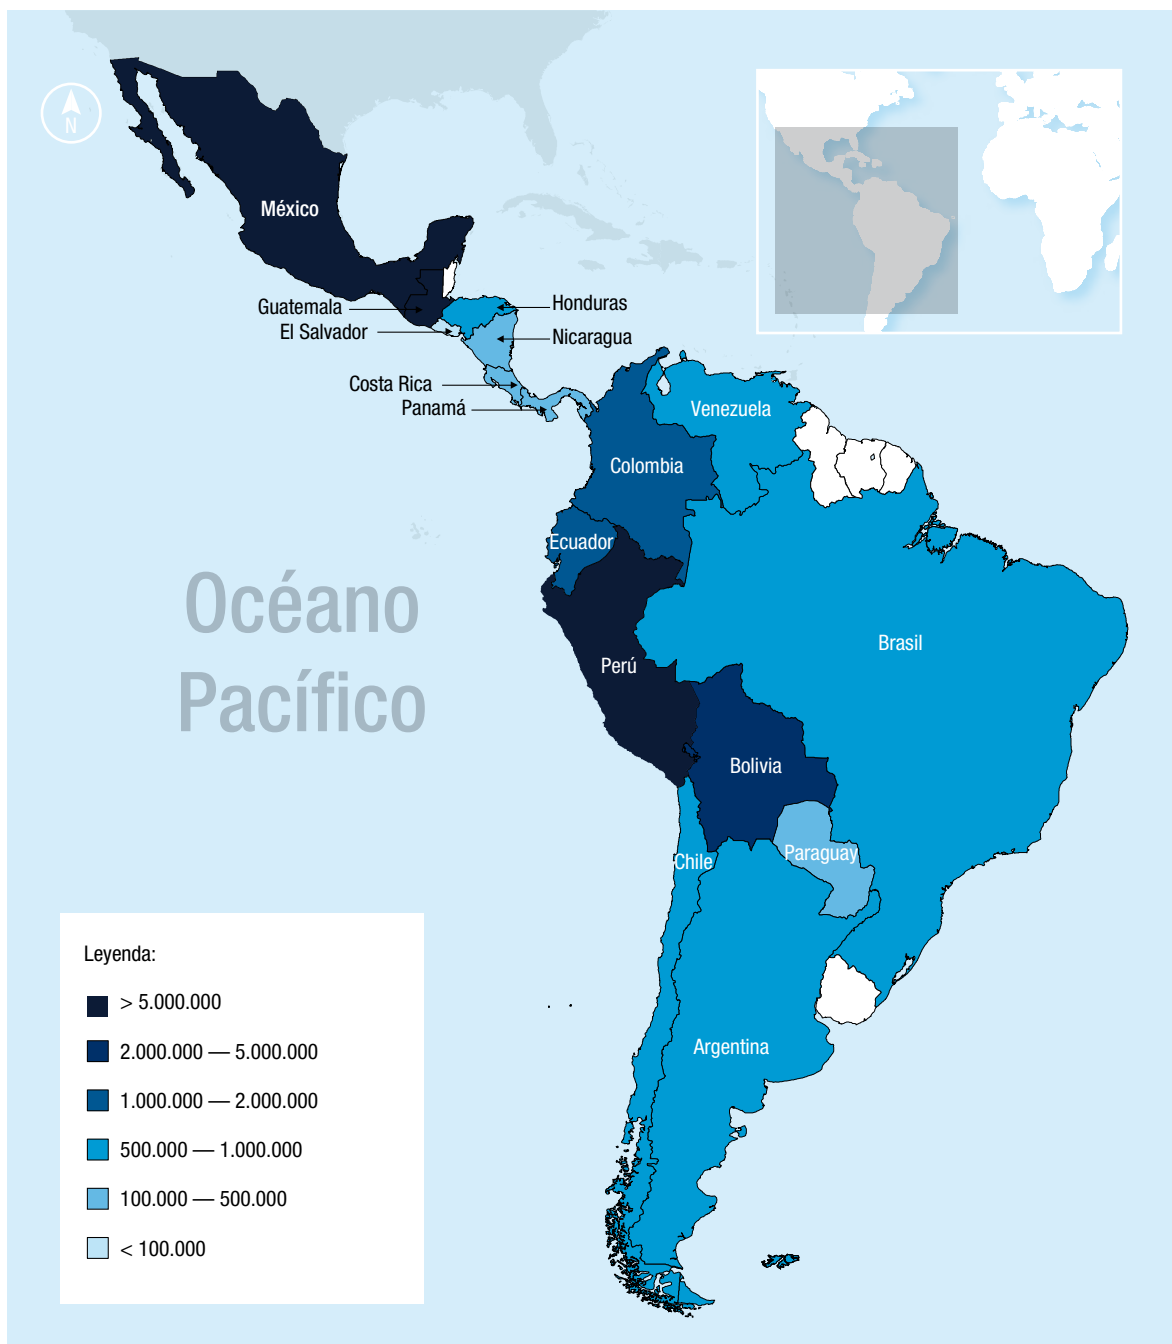 N
México
Guatemala
Honduras
El Salvador
Nicaragua
Costa Rica
Panamá
Venezuela
Colombia
Ecuador
Océano
Pacífico
Brasil
Perú
Bolivia
Paraguay
Chile
Argentina
Leyenda:
> 5.000.000
2.000.000 — 5.000.000
1.000.000 — 2.000.000
500.000 — 1.000.000
100.000 — 500.000
< 100.000